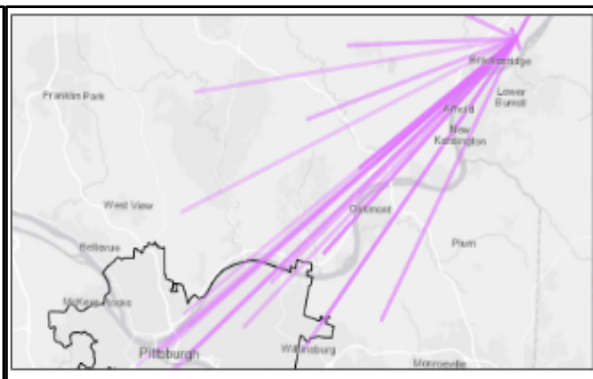 Brackenridge
Franklin Park
Lower
Burrell
Arnold
New
Kensington
West View
Oakmont
Bellevue
Plum
McKees Rocks
Pittsburgh
Wilkinsburg
Monroeville